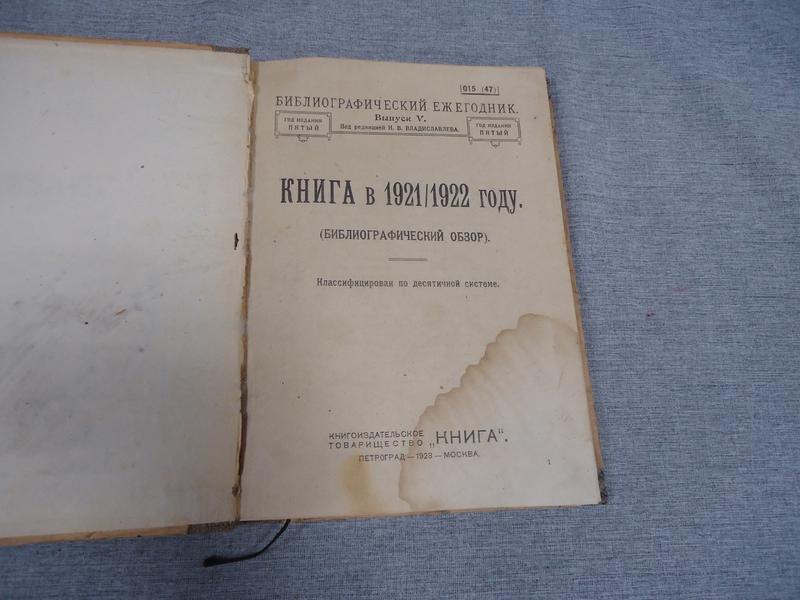 015 (47)
БИБЛИОГРАФИЧЕСКИЙ ЕЖЕГОДНИК.
Выпуск V.
ГОД ИЗДАНИЯ
ПЯТЫЙ
Под редакцией И. В. ВЛАДИСЛАВЛЕВА.
ГОД ИЗДАНИЯ
ПЯТЫЙ
КНИГА в 1921/1922 году.
(БИБЛИОГРАФИЧЕСКИЙ ОБЗОР).
Классифицирован по десятичной системе.
КНИГОИЗДАТЕЛЬСКОЕ
ТОВАРИЩЕСТВО „КНИГА“.
ПЕТРОГРАД—1923—МОСКВА.
1